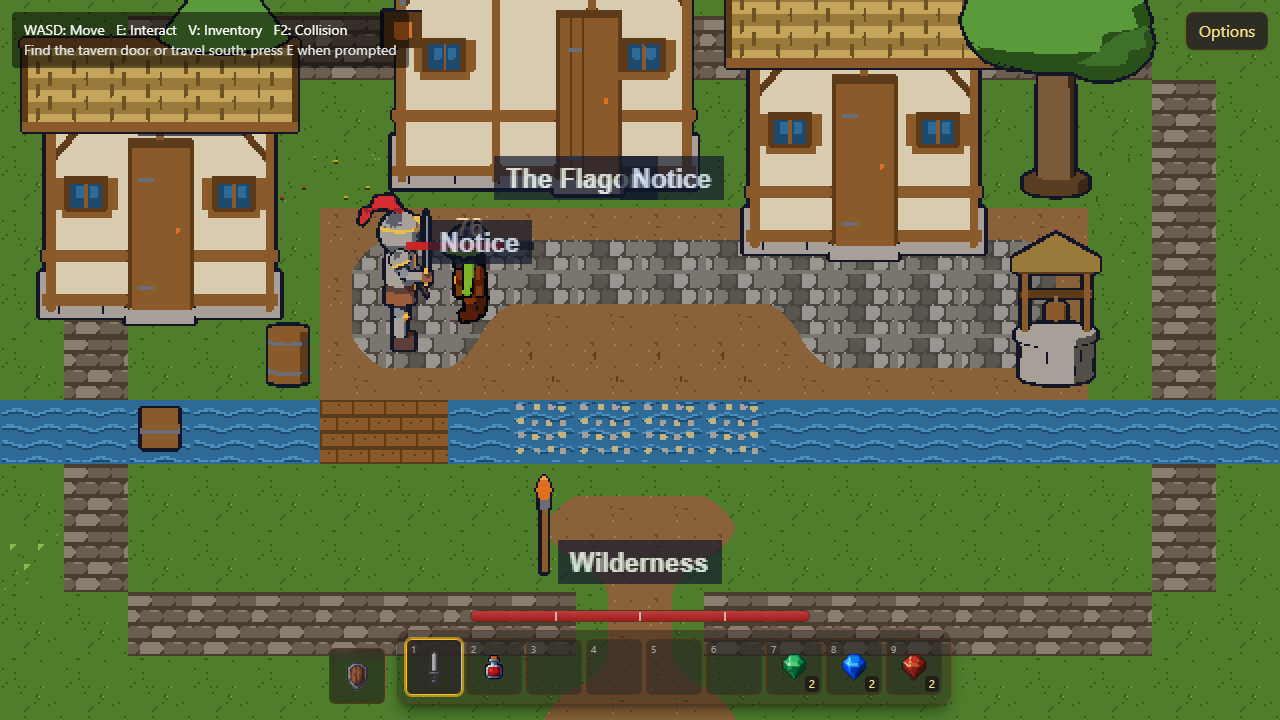 WASD: Move E: Interact V: Inventory F2: Collision
Find the tavern door or travel south; press E when prompted
Options
The Flago
Notice
76
Notice
Wilderness
1
2
3
4
5
6
7
8
9
2
2
2